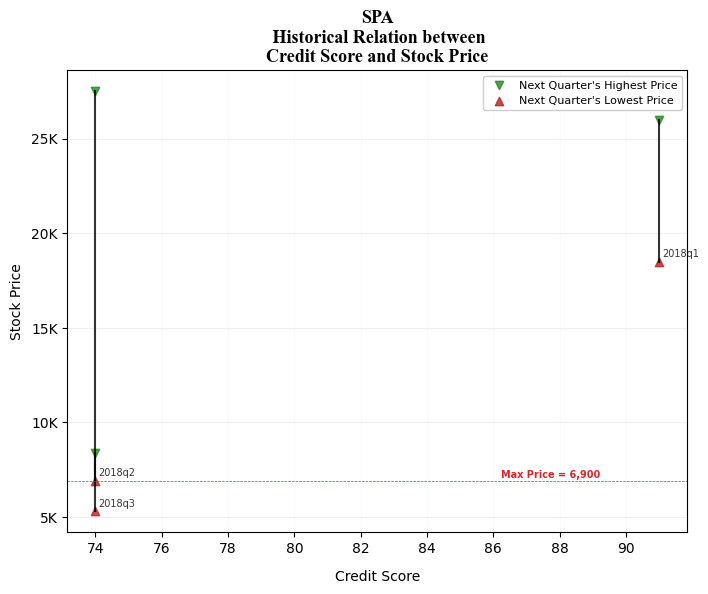 SPA
Historical Relation between
Credit Score and Stock Price
Next Quarter's Highest Price
Next Quarter's Lowest Price
25K
20K
15K
10K
5K
Stock Price
2018q1
2018q2
2018q3
Max Price = 6,900
74 76 78 80 82 84 86 88 90
Credit Score